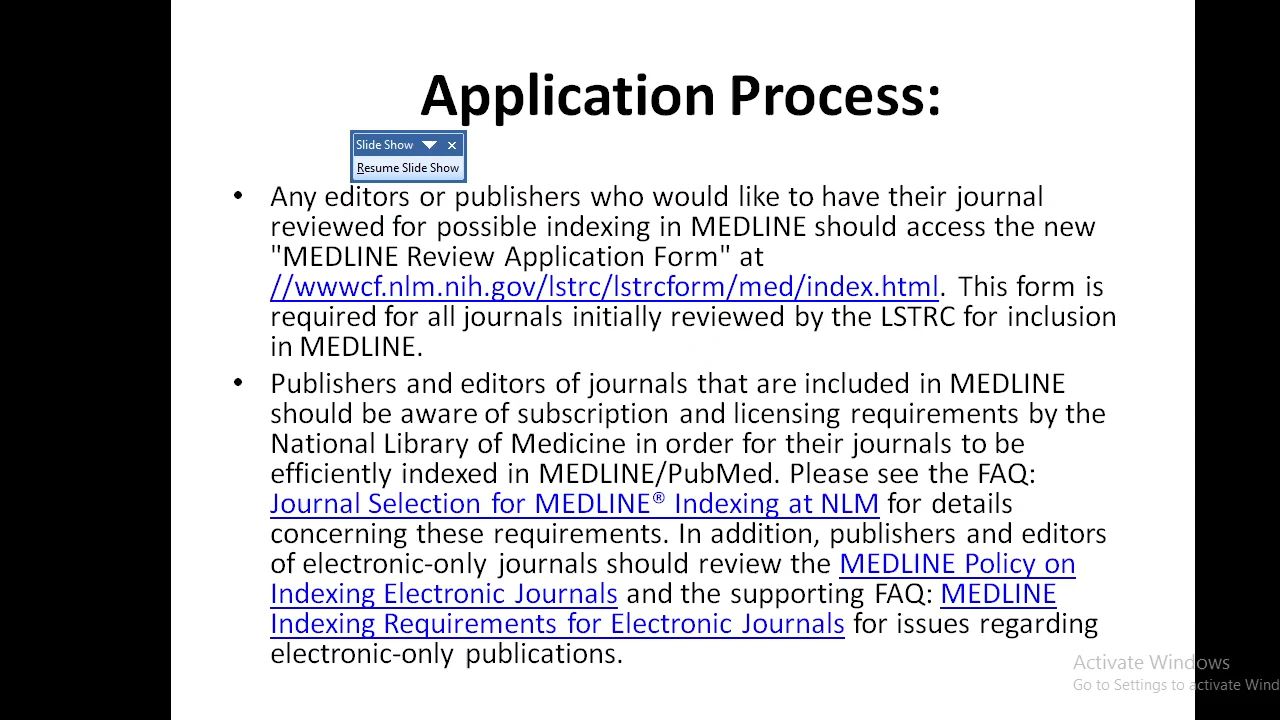 Application Process:
Slide Show
Resume Slide Show
• Any editors or publishers who would like to have their journal
reviewed for possible indexing in MEDLINE should access the new
"MEDLINE Review Application Form" at
//wwwcf.nlm.nih.gov/lstrc/lstrcform/med/index.html. This form is
required for all journals initially reviewed by the LSTRC for inclusion
in MEDLINE.
• Publishers and editors of journals that are included in MEDLINE
should be aware of subscription and licensing requirements by the
National Library of Medicine in order for their journals to be
efficiently indexed in MEDLINE/PubMed. Please see the FAQ:
Journal Selection for MEDLINE® Indexing at NLM for details
concerning these requirements. In addition, publishers and editors
of electronic-only journals should review the MEDLINE Policy on
Indexing Electronic Journals and the supporting FAQ: MEDLINE
Indexing Requirements for Electronic Journals for issues regarding
electronic-only publications.
Activate Windows
Go to Settings to activate Wind